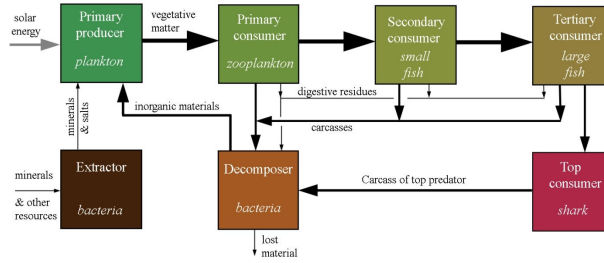 solar
energy
Primary
producer
plankton
vegetative
matter
Primary
consumer
zooplankton
Secondary
consumer
small
fish
Tertiary
consumer
large
fish
digestive residues
minerals
& salts
inorganic materials
carcasses
Extractor
bacteria
minerals
& other
resources
Decomposer
bacteria
Carcass of top predator
Top
consumer
shark
lost
material